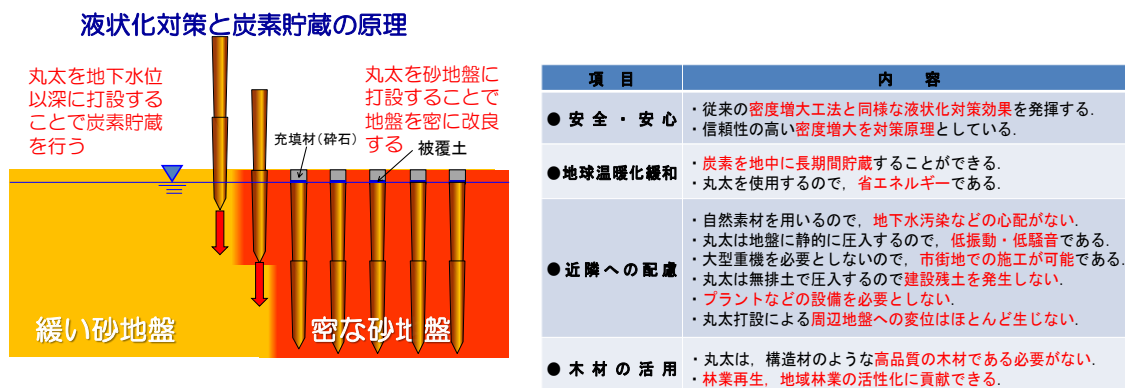 液状化対策と炭素貯蔵の原理
丸太を地下水位
以深に打設する
ことで炭素貯蔵
を行う
丸太を砂地盤に
打設することで
地盤を密に改良
する
充填材(砕石)
被覆土
緩い砂地盤
密な砂地盤
項 目 内 容
●安全・安心
・従来の密度増大工法と同様な液状化対策効果を発揮する.
・信頼性の高い密度増大を対策原理としている.
●地球温暖化緩和
・炭素を地中に長期間貯蔵することができる.
・丸太を使用するので,省エネルギーである.
●近隣への配慮
・自然素材を用いるので,地下水汚染などの心配がない.
・丸太は地盤に静的に圧入するので,低振動・低騒音である.
・大型重機を必要としないので,市街地での施工が可能である.
・丸太は無排土で圧入するので建設残土を発生しない.
・プラントなどの設備を必要としない.
・丸太打設による周辺地盤への変位はほとんど生じない.
●木材の活用
・丸太は,構造材のような高品質の木材である必要がない.
・林業再生,地域林業の活性化に貢献できる.